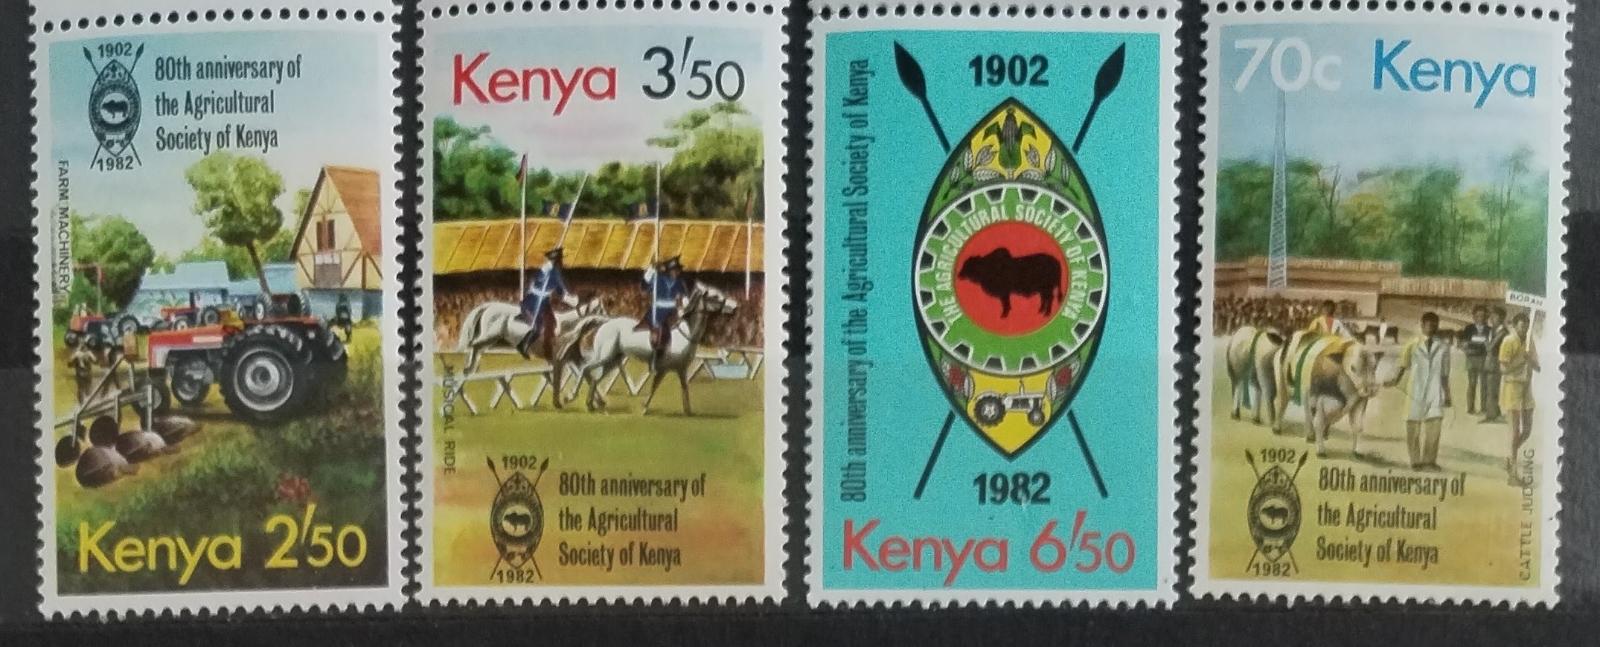 1902
1982
80th anniversary of
the Agricultural
Society of Kenya
FARM MACHINERY
Kenya 2/50
Kenya 3/50
MUSICAL RIDE
1902
1982
80th anniversary of
the Agricultural
Society of Kenya
80th anniversary of the Agricultural Society of Kenya
1902
THE AGRICULTURAL SOCIETY OF KENYA
1982
Kenya 6/50
70c Kenya
BORAN
1902
1982
80th anniversary of
the Agricultural
Society of Kenya
CATTLE JUDGING